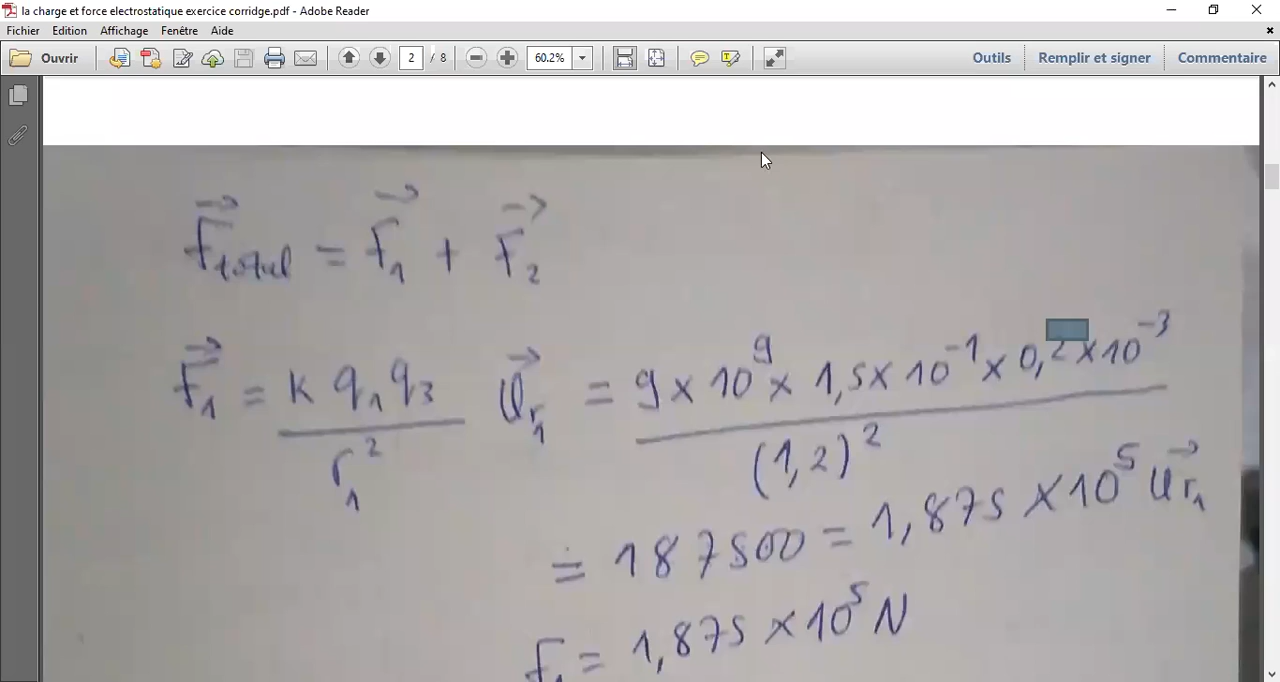 la charge et force electrostatique exercice corridge.pdf - Adobe Reader
Fichier Edition Affichage Fenêtre Aide
Ouvrir 2 / 8 60.2% Outils Remplir et signer Commentaire
F⃗total = F⃗1 + F⃗2
F⃗1 = K q1 q3 / r1² U⃗r1 = 9 × 10⁹ × 1,5 × 10⁻¹ × 0,2 × 10⁻³ / (1,2)²
= 187500 = 1,875 × 10⁵ U⃗r1
F1 = 1,875 × 10⁵ N